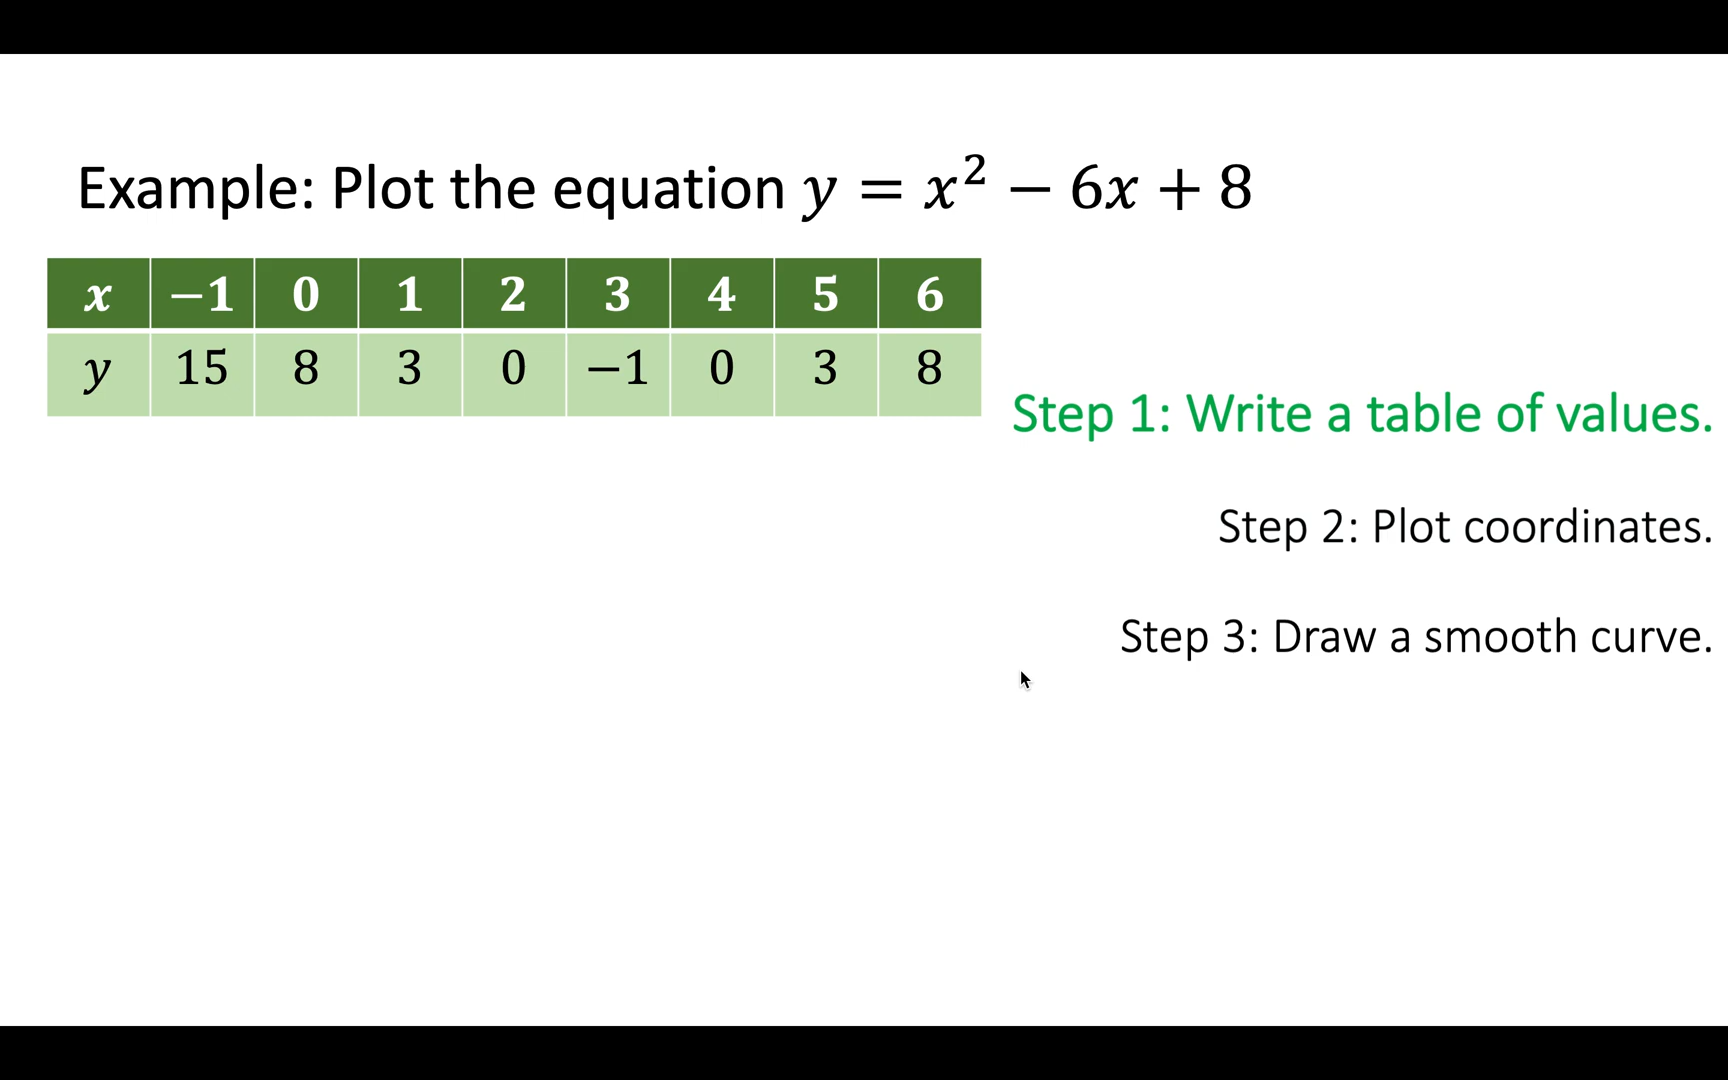 Example: Plot the equation y = x² − 6x + 8
x −1 0 1 2 3 4 5 6
y 15 8 3 0 −1 0 3 8
Step 1: Write a table of values.
Step 2: Plot coordinates.
Step 3: Draw a smooth curve.